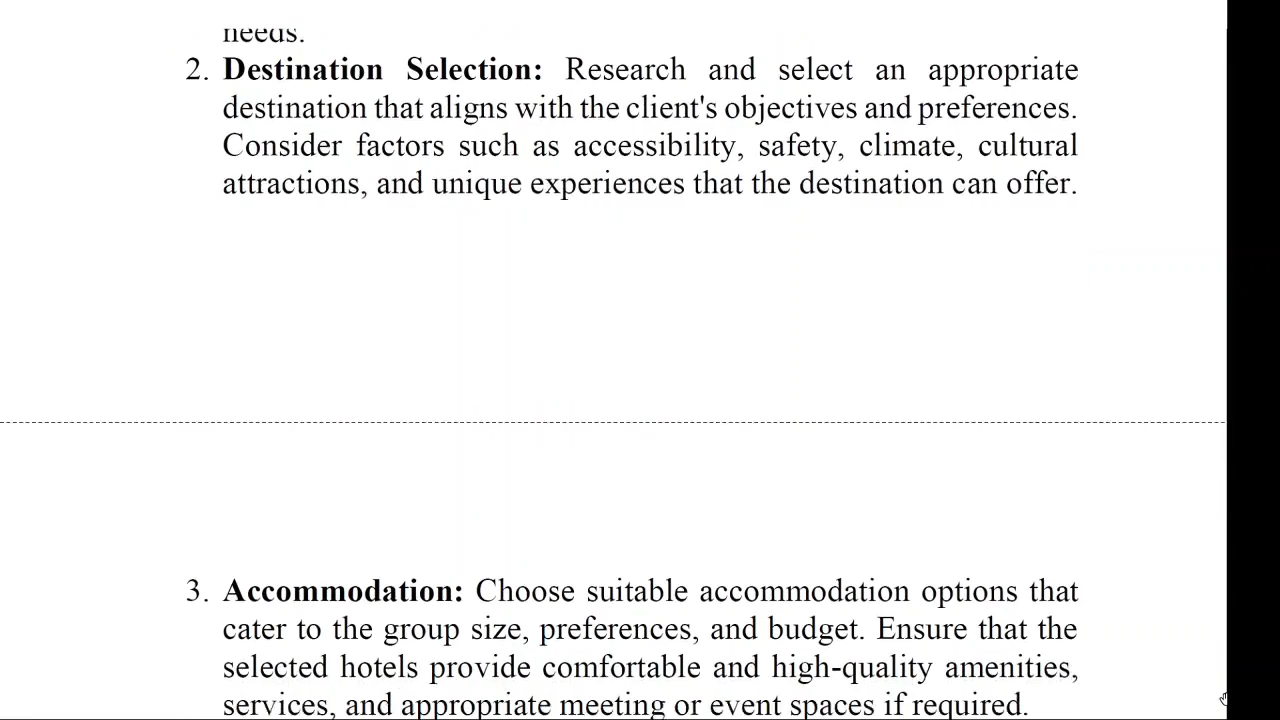 needs.
2. Destination Selection: Research and select an appropriate
destination that aligns with the client's objectives and preferences.
Consider factors such as accessibility, safety, climate, cultural
attractions, and unique experiences that the destination can offer.
3. Accommodation: Choose suitable accommodation options that
cater to the group size, preferences, and budget. Ensure that the
selected hotels provide comfortable and high-quality amenities,
services, and appropriate meeting or event spaces if required.